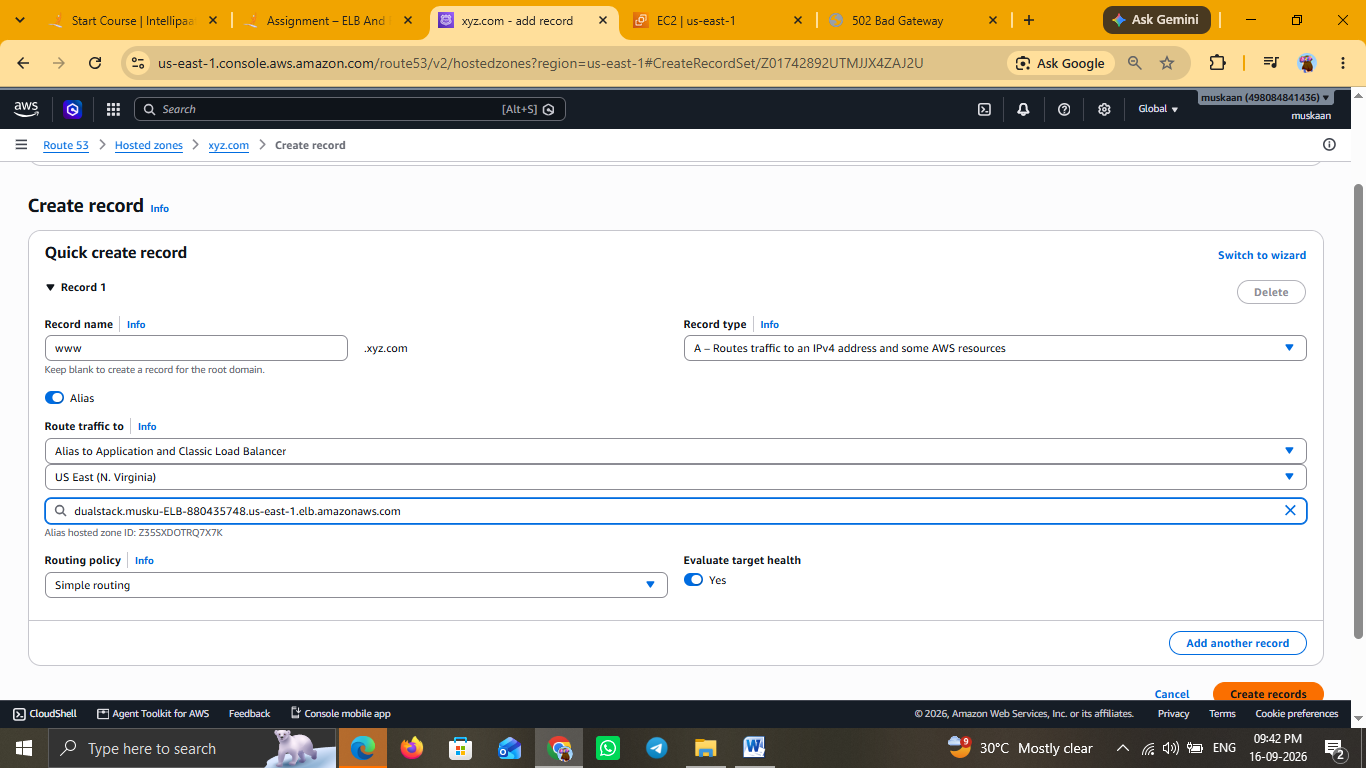 Start Course | Intellipaa
Assignment – ELB And
xyz.com - add record
EC2 | us-east-1
502 Bad Gateway
Ask Gemini
us-east-1.console.aws.amazon.com/route53/v2/hostedzones?region=us-east-1#CreateRecordSet/Z01742892UTMJJX4ZAJ2U
Ask Google
aws
Search
[Alt+S]
Global
muskaan (498084841436)
muskaan
Route 53 > Hosted zones > xyz.com > Create record
Create record Info
Quick create record
Switch to wizard
Record 1
Delete
Record name Info
www
.xyz.com
Keep blank to create a record for the root domain.
Record type Info
A – Routes traffic to an IPv4 address and some AWS resources
Alias
Route traffic to Info
Alias to Application and Classic Load Balancer
US East (N. Virginia)
dualstack.musku-ELB-880435748.us-east-1.elb.amazonaws.com
Alias hosted zone ID: Z35SXDOTRQ7X7K
Routing policy Info
Simple routing
Evaluate target health
Yes
Add another record
Cancel
Create records
CloudShell
Agent Toolkit for AWS
Feedback
Console mobile app
© 2026, Amazon Web Services, Inc. or its affiliates.
Privacy
Terms
Cookie preferences
Type here to search
9
30°C Mostly clear
ENG
09:42 PM
16-09-2026
2